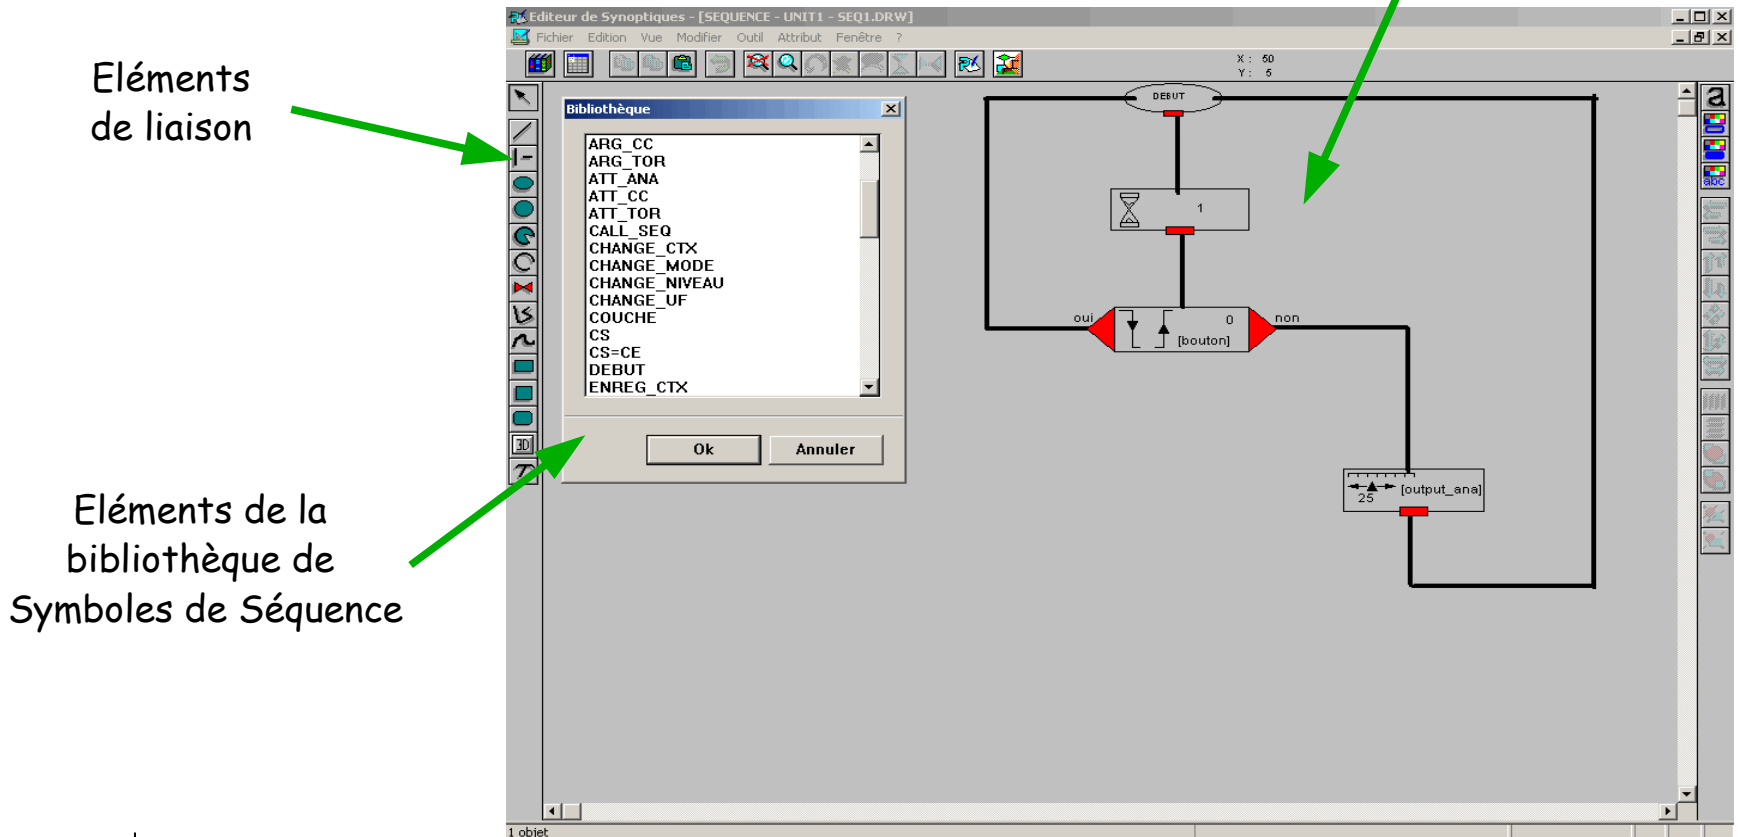 Editeur de Synoptiques - [SEQUENCE - UNIT1 - SEQ1.DRW]
Fichier Edition Vue Modifier Outil Attribut Fenêtre ?
X : 50
Y : 5
Eléments
de liaison
Bibliothèque
ARG_CC
ARG_TOR
ATT_ANA
ATT_CC
ATT_TOR
CALL_SEQ
CHANGE_CTX
CHANGE_MODE
CHANGE_NIVEAU
CHANGE_UF
COUCHE
CS
CS=CE
DEBUT
ENREG_CTX
Ok Annuler
DEBUT
1
oui 0 non
[bouton]
[output_ana]
25
a
abc
3D
T
Eléments de la
bibliothèque de
Symboles de Séquence
1 objet